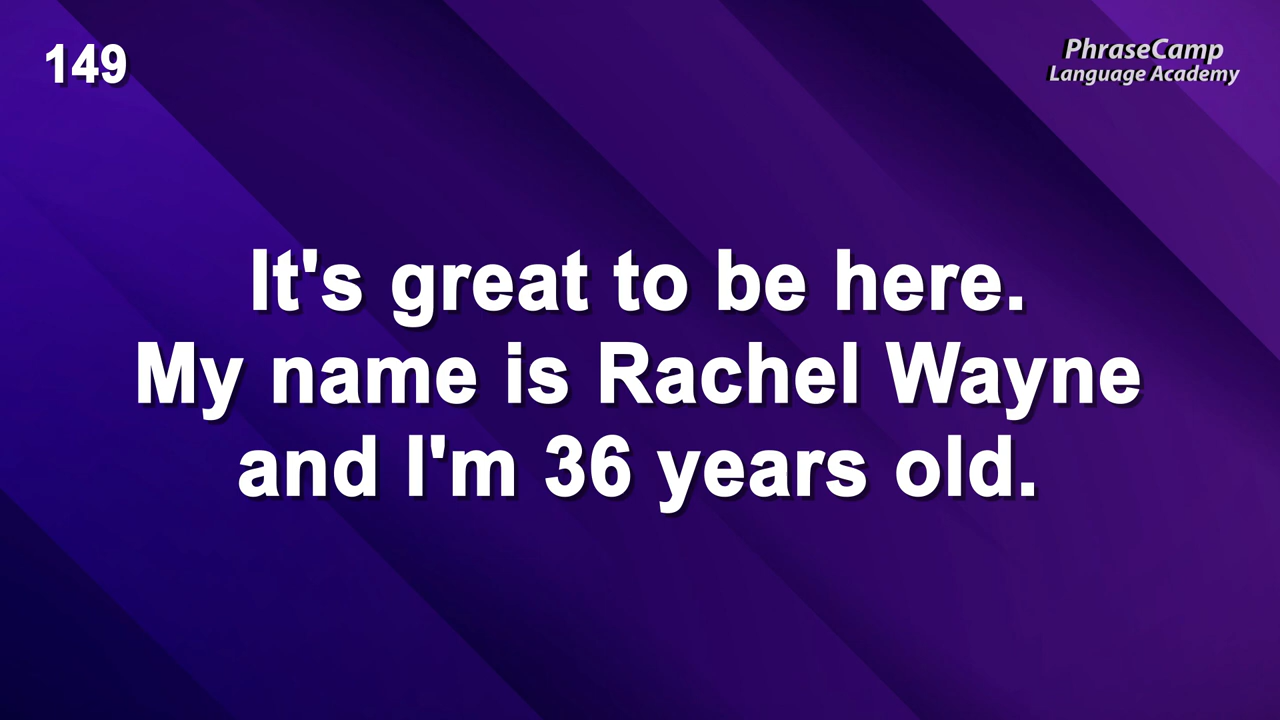 149
PhraseCamp
Language Academy
It's great to be here.
My name is Rachel Wayne
and I'm 36 years old.